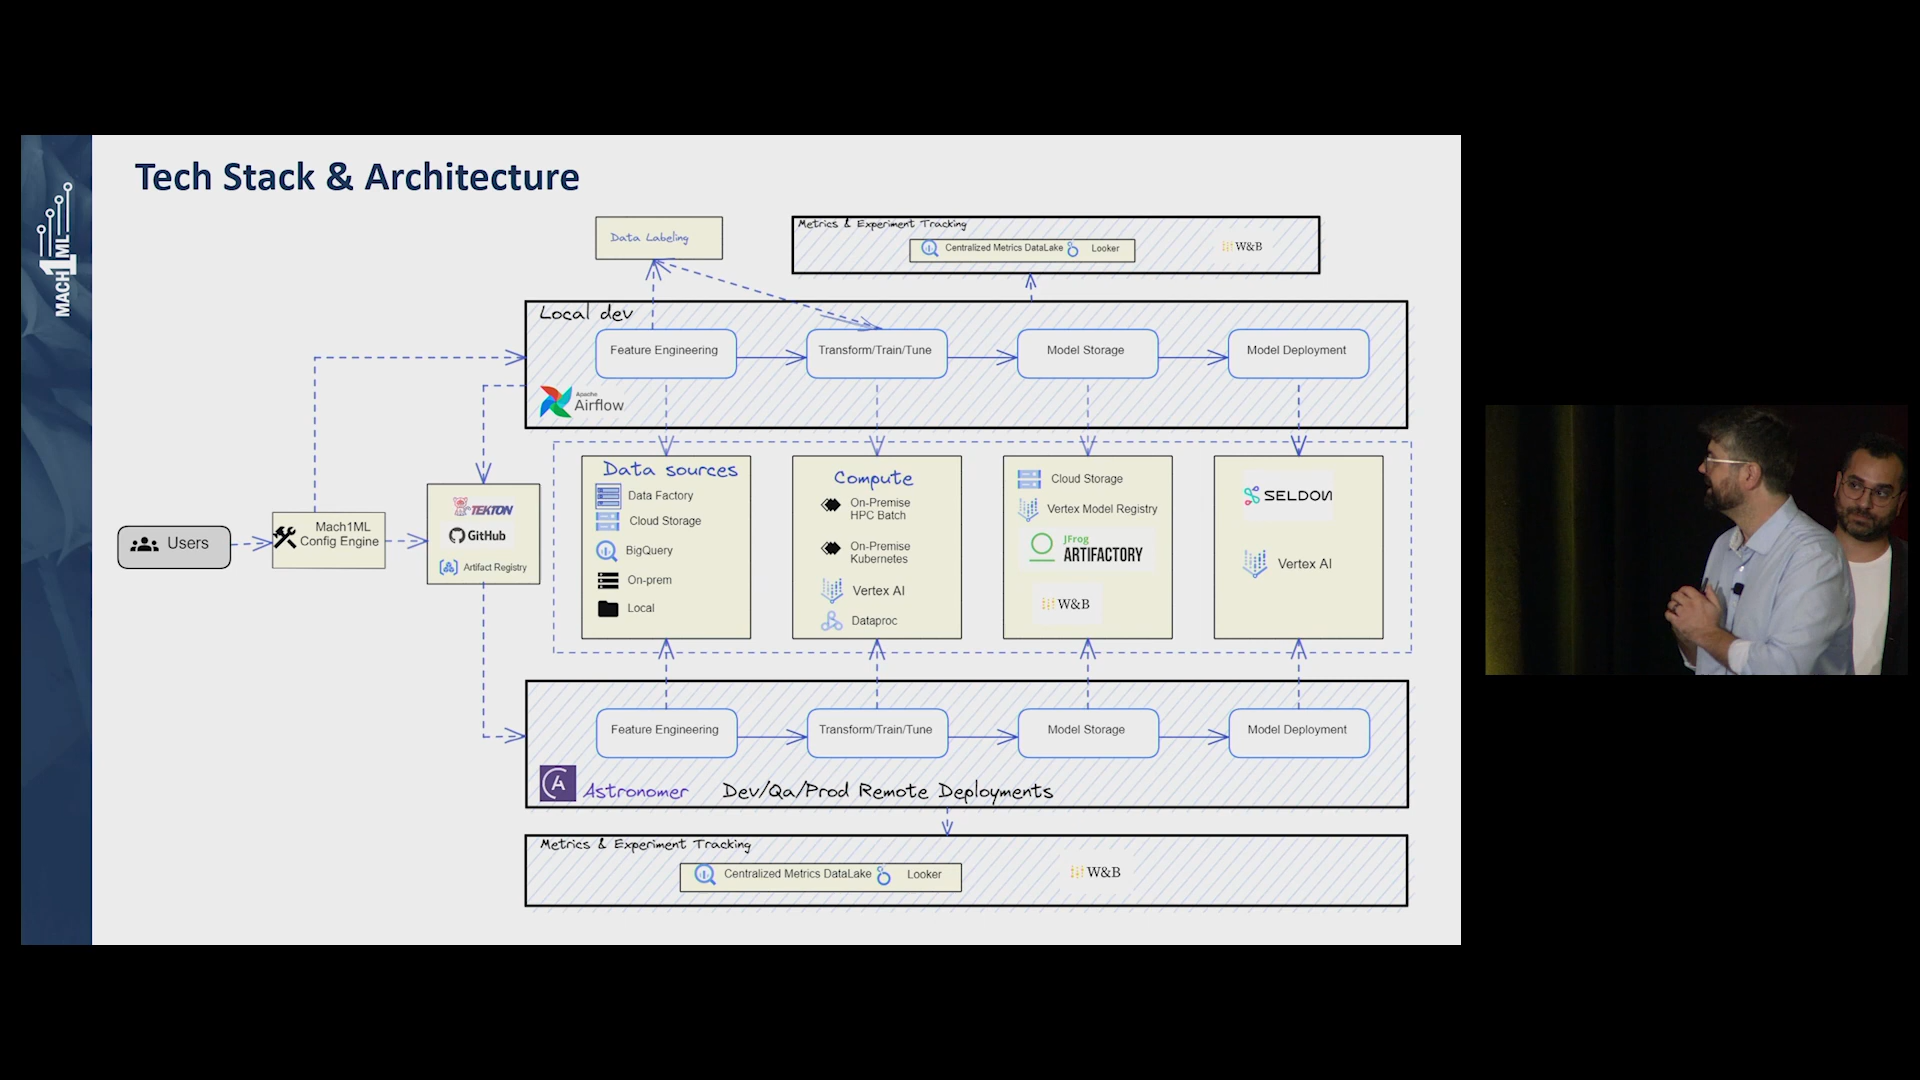 Tech Stack & Architecture
MACH1ML
Data Labeling
Metrics & Experiment Tracking
Centralized Metrics DataLake
Looker
W&B
Local dev
Feature Engineering
Transform/Train/Tune
Model Storage
Model Deployment
Apache
Airflow
Users
Mach1ML
Config Engine
TEKTON
GitHub
Artifact Registry
Data sources
Data Factory
Cloud Storage
BigQuery
On-prem
Local
Compute
On-Premise
HPC Batch
On-Premise
Kubernetes
Vertex AI
Dataproc
Cloud Storage
Vertex Model Registry
JFrog
ARTIFACTORY
W&B
SELDON
Vertex AI
Feature Engineering
Transform/Train/Tune
Model Storage
Model Deployment
Astronomer
Dev/Qa/Prod Remote Deployments
Metrics & Experiment Tracking
Centralized Metrics DataLake
Looker
W&B